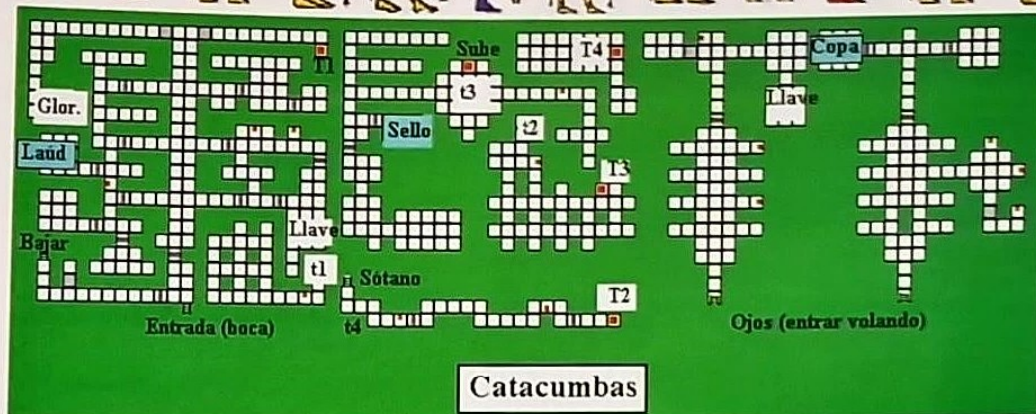 Sube
T4
Copa
T1
t3
Glor.
Llave
Sello
t2
Laúd
T3
Llave
Bajar
t1
Sótano
T2
Entrada (boca)
t4
Ojos (entrar volando)
Catacumbas